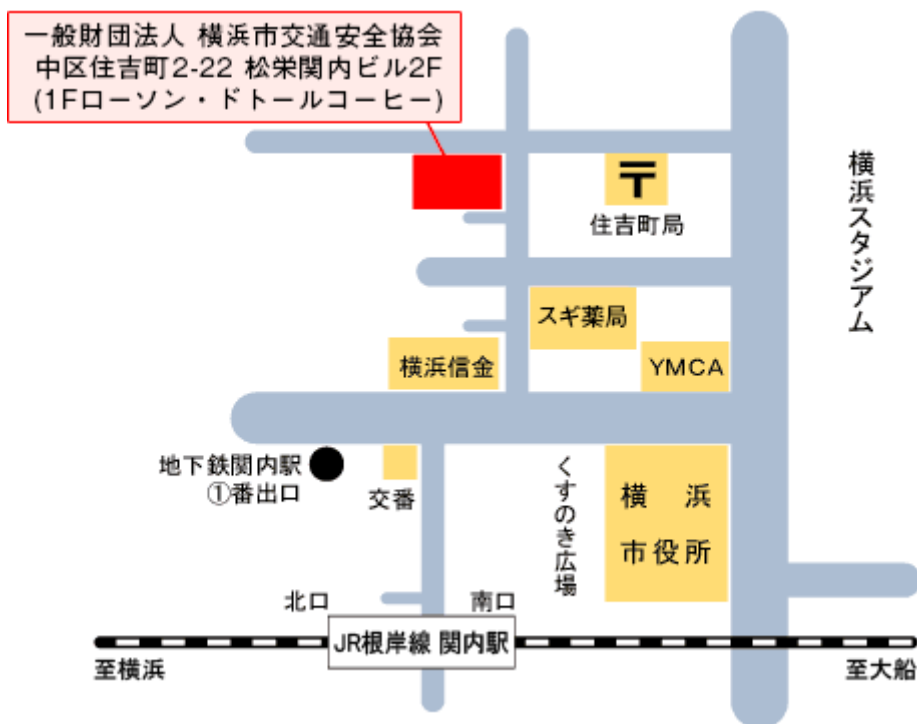 一般財団法人 横浜市交通安全協会
中区住吉町2-22 松栄関内ビル2F
(1Fローソン・ドトールコーヒー)
〒
住吉町局
横浜スタジアム
スギ薬局
横浜信金
YMCA
地下鉄関内駅
①番出口
交番
くすのき広場
横 浜
市役所
北口
南口
JR根岸線 関内駅
至横浜
至大船